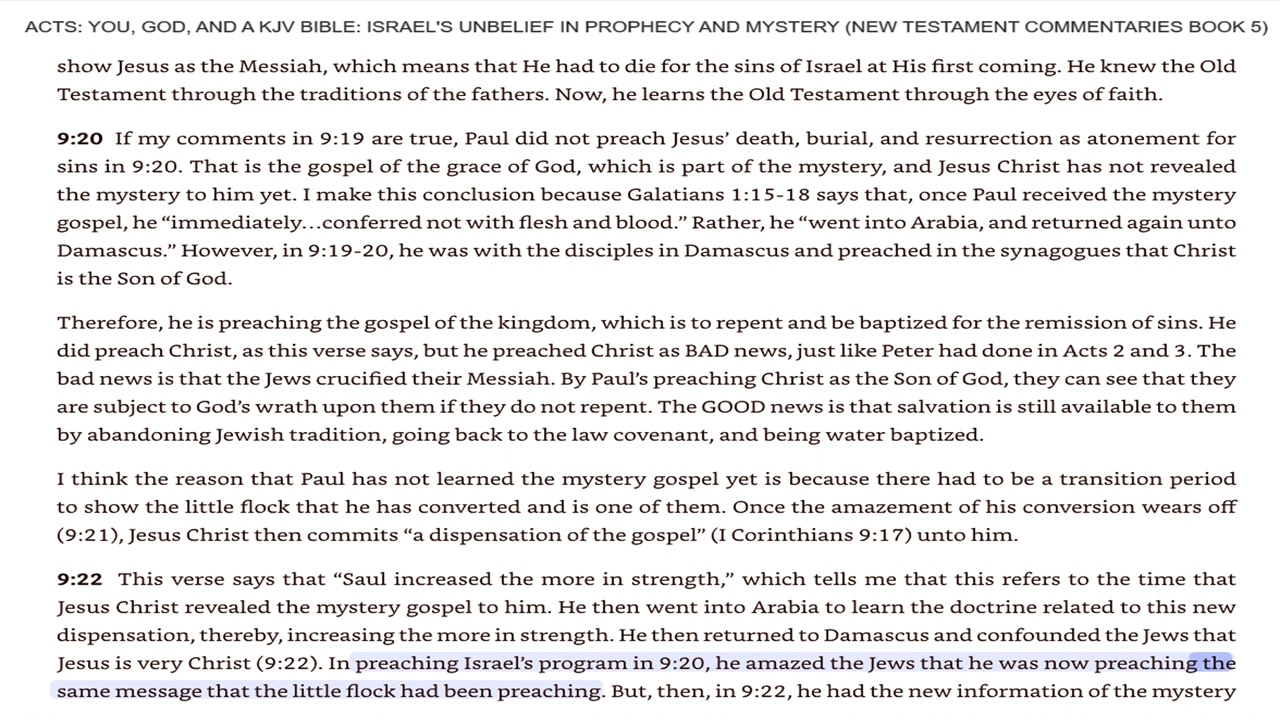 ACTS: YOU, GOD, AND A KJV BIBLE: ISRAEL'S UNBELIEF IN PROPHECY AND MYSTERY (NEW TESTAMENT COMMENTARIES BOOK 5)
show Jesus as the Messiah, which means that He had to die for the sins of Israel at His first coming. He knew the Old
Testament through the traditions of the fathers. Now, he learns the Old Testament through the eyes of faith.
9:20 If my comments in 9:19 are true, Paul did not preach Jesus’ death, burial, and resurrection as atonement for
sins in 9:20. That is the gospel of the grace of God, which is part of the mystery, and Jesus Christ has not revealed
the mystery to him yet. I make this conclusion because Galatians 1:15-18 says that, once Paul received the mystery
gospel, he “immediately…conferred not with flesh and blood.” Rather, he “went into Arabia, and returned again unto
Damascus.” However, in 9:19-20, he was with the disciples in Damascus and preached in the synagogues that Christ
is the Son of God.
Therefore, he is preaching the gospel of the kingdom, which is to repent and be baptized for the remission of sins. He
did preach Christ, as this verse says, but he preached Christ as BAD news, just like Peter had done in Acts 2 and 3. The
bad news is that the Jews crucified their Messiah. By Paul’s preaching Christ as the Son of God, they can see that they
are subject to God’s wrath upon them if they do not repent. The GOOD news is that salvation is still available to them
by abandoning Jewish tradition, going back to the law covenant, and being water baptized.
I think the reason that Paul has not learned the mystery gospel yet is because there had to be a transition period
to show the little flock that he has converted and is one of them. Once the amazement of his conversion wears off
(9:21), Jesus Christ then commits “a dispensation of the gospel” (I Corinthians 9:17) unto him.
9:22 This verse says that “Saul increased the more in strength,” which tells me that this refers to the time that
Jesus Christ revealed the mystery gospel to him. He then went into Arabia to learn the doctrine related to this new
dispensation, thereby, increasing the more in strength. He then returned to Damascus and confounded the Jews that
Jesus is very Christ (9:22). In preaching Israel’s program in 9:20, he amazed the Jews that he was now preaching the
same message that the little flock had been preaching. But, then, in 9:22, he had the new information of the mystery